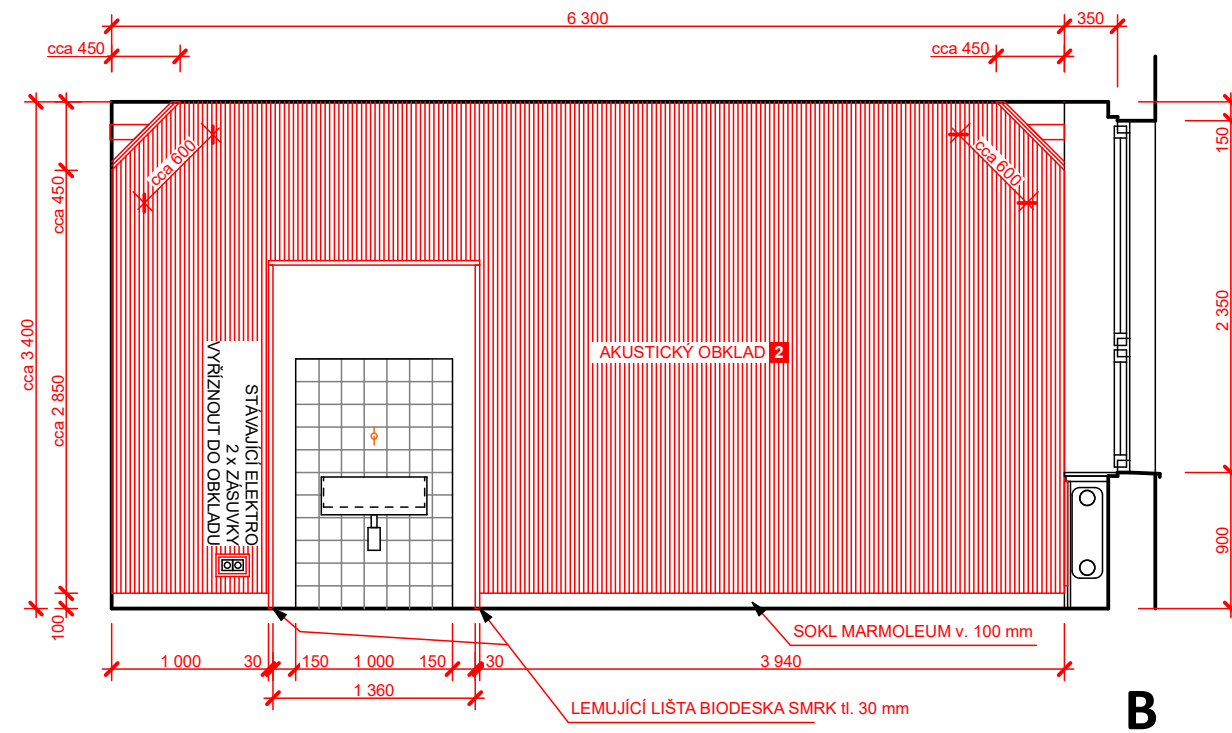 6 300
350
cca 450
cca 450
cca 600
cca 600
150
cca 450
cca 3 400
2 350
AKUSTICKÝ OBKLAD 2
STÁVAJÍCÍ ELEKTRO
2 x ZÁSUVKY
VYŘÍZNOUT DO OBKLADU
cca 2 850
900
100
SOKL MARMOLEUM v. 100 mm
1 000
30
150
1 000
150
30
3 940
1 360
LEMUJÍCÍ LIŠTA BIODESKA SMRK tl. 30 mm
B